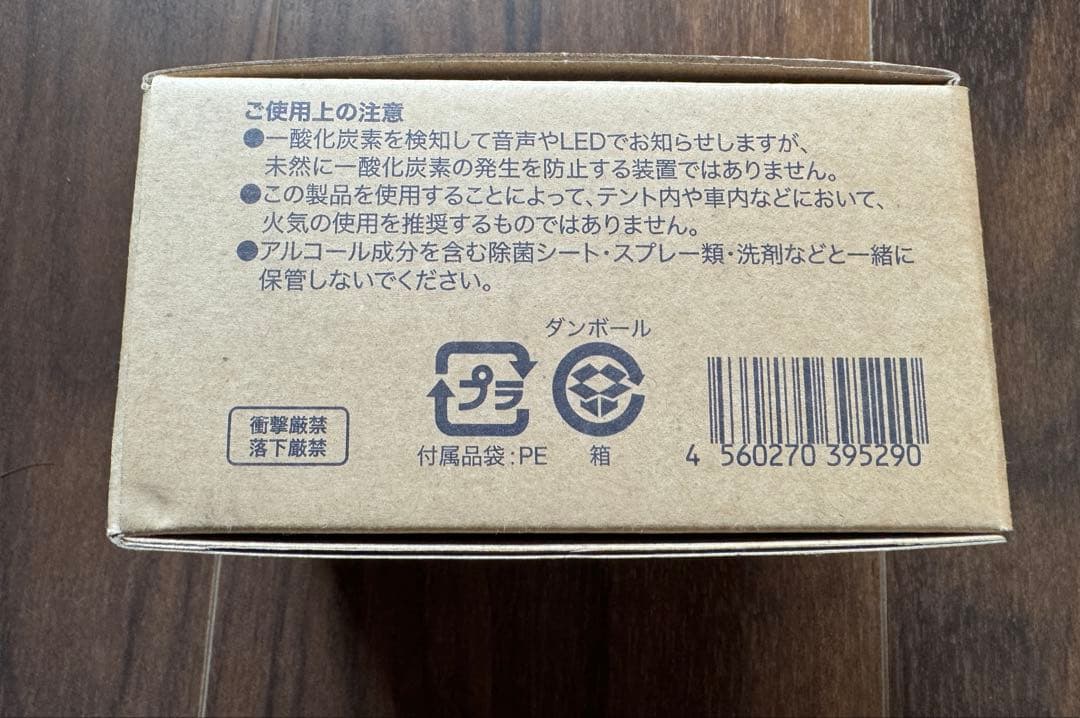 ご使用上の注意
●一酸化炭素を検知して音声やLEDでお知らせしますが、
未然に一酸化炭素の発生を防止する装置ではありません。
●この製品を使用することによって、テント内や車内などにおいて、
火気の使用を推奨するものではありません。
●アルコール成分を含む除菌シート・スプレー類・洗剤などと一緒に
保管しないでください。
ダンボール
プラ
衝撃厳禁
落下厳禁
付属品袋:PE
箱
4 560270 395290